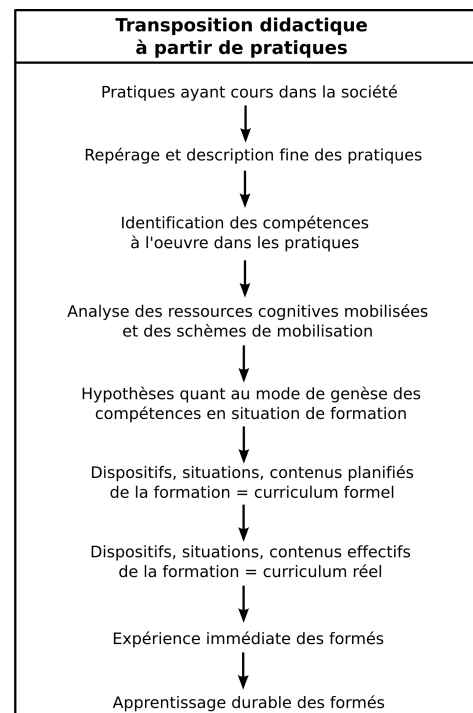 Transposition didactique
à partir de pratiques
Pratiques ayant cours dans la société
Repérage et description fine des pratiques
Identification des compétences
à l'oeuvre dans les pratiques
Analyse des ressources cognitives mobilisées
et des schèmes de mobilisation
Hypothèses quant au mode de genèse des
compétences en situation de formation
Dispositifs, situations, contenus planifiés
de la formation = curriculum formel
Dispositifs, situations, contenus effectifs
de la formation = curriculum réel
Expérience immédiate des formés
Apprentissage durable des formés